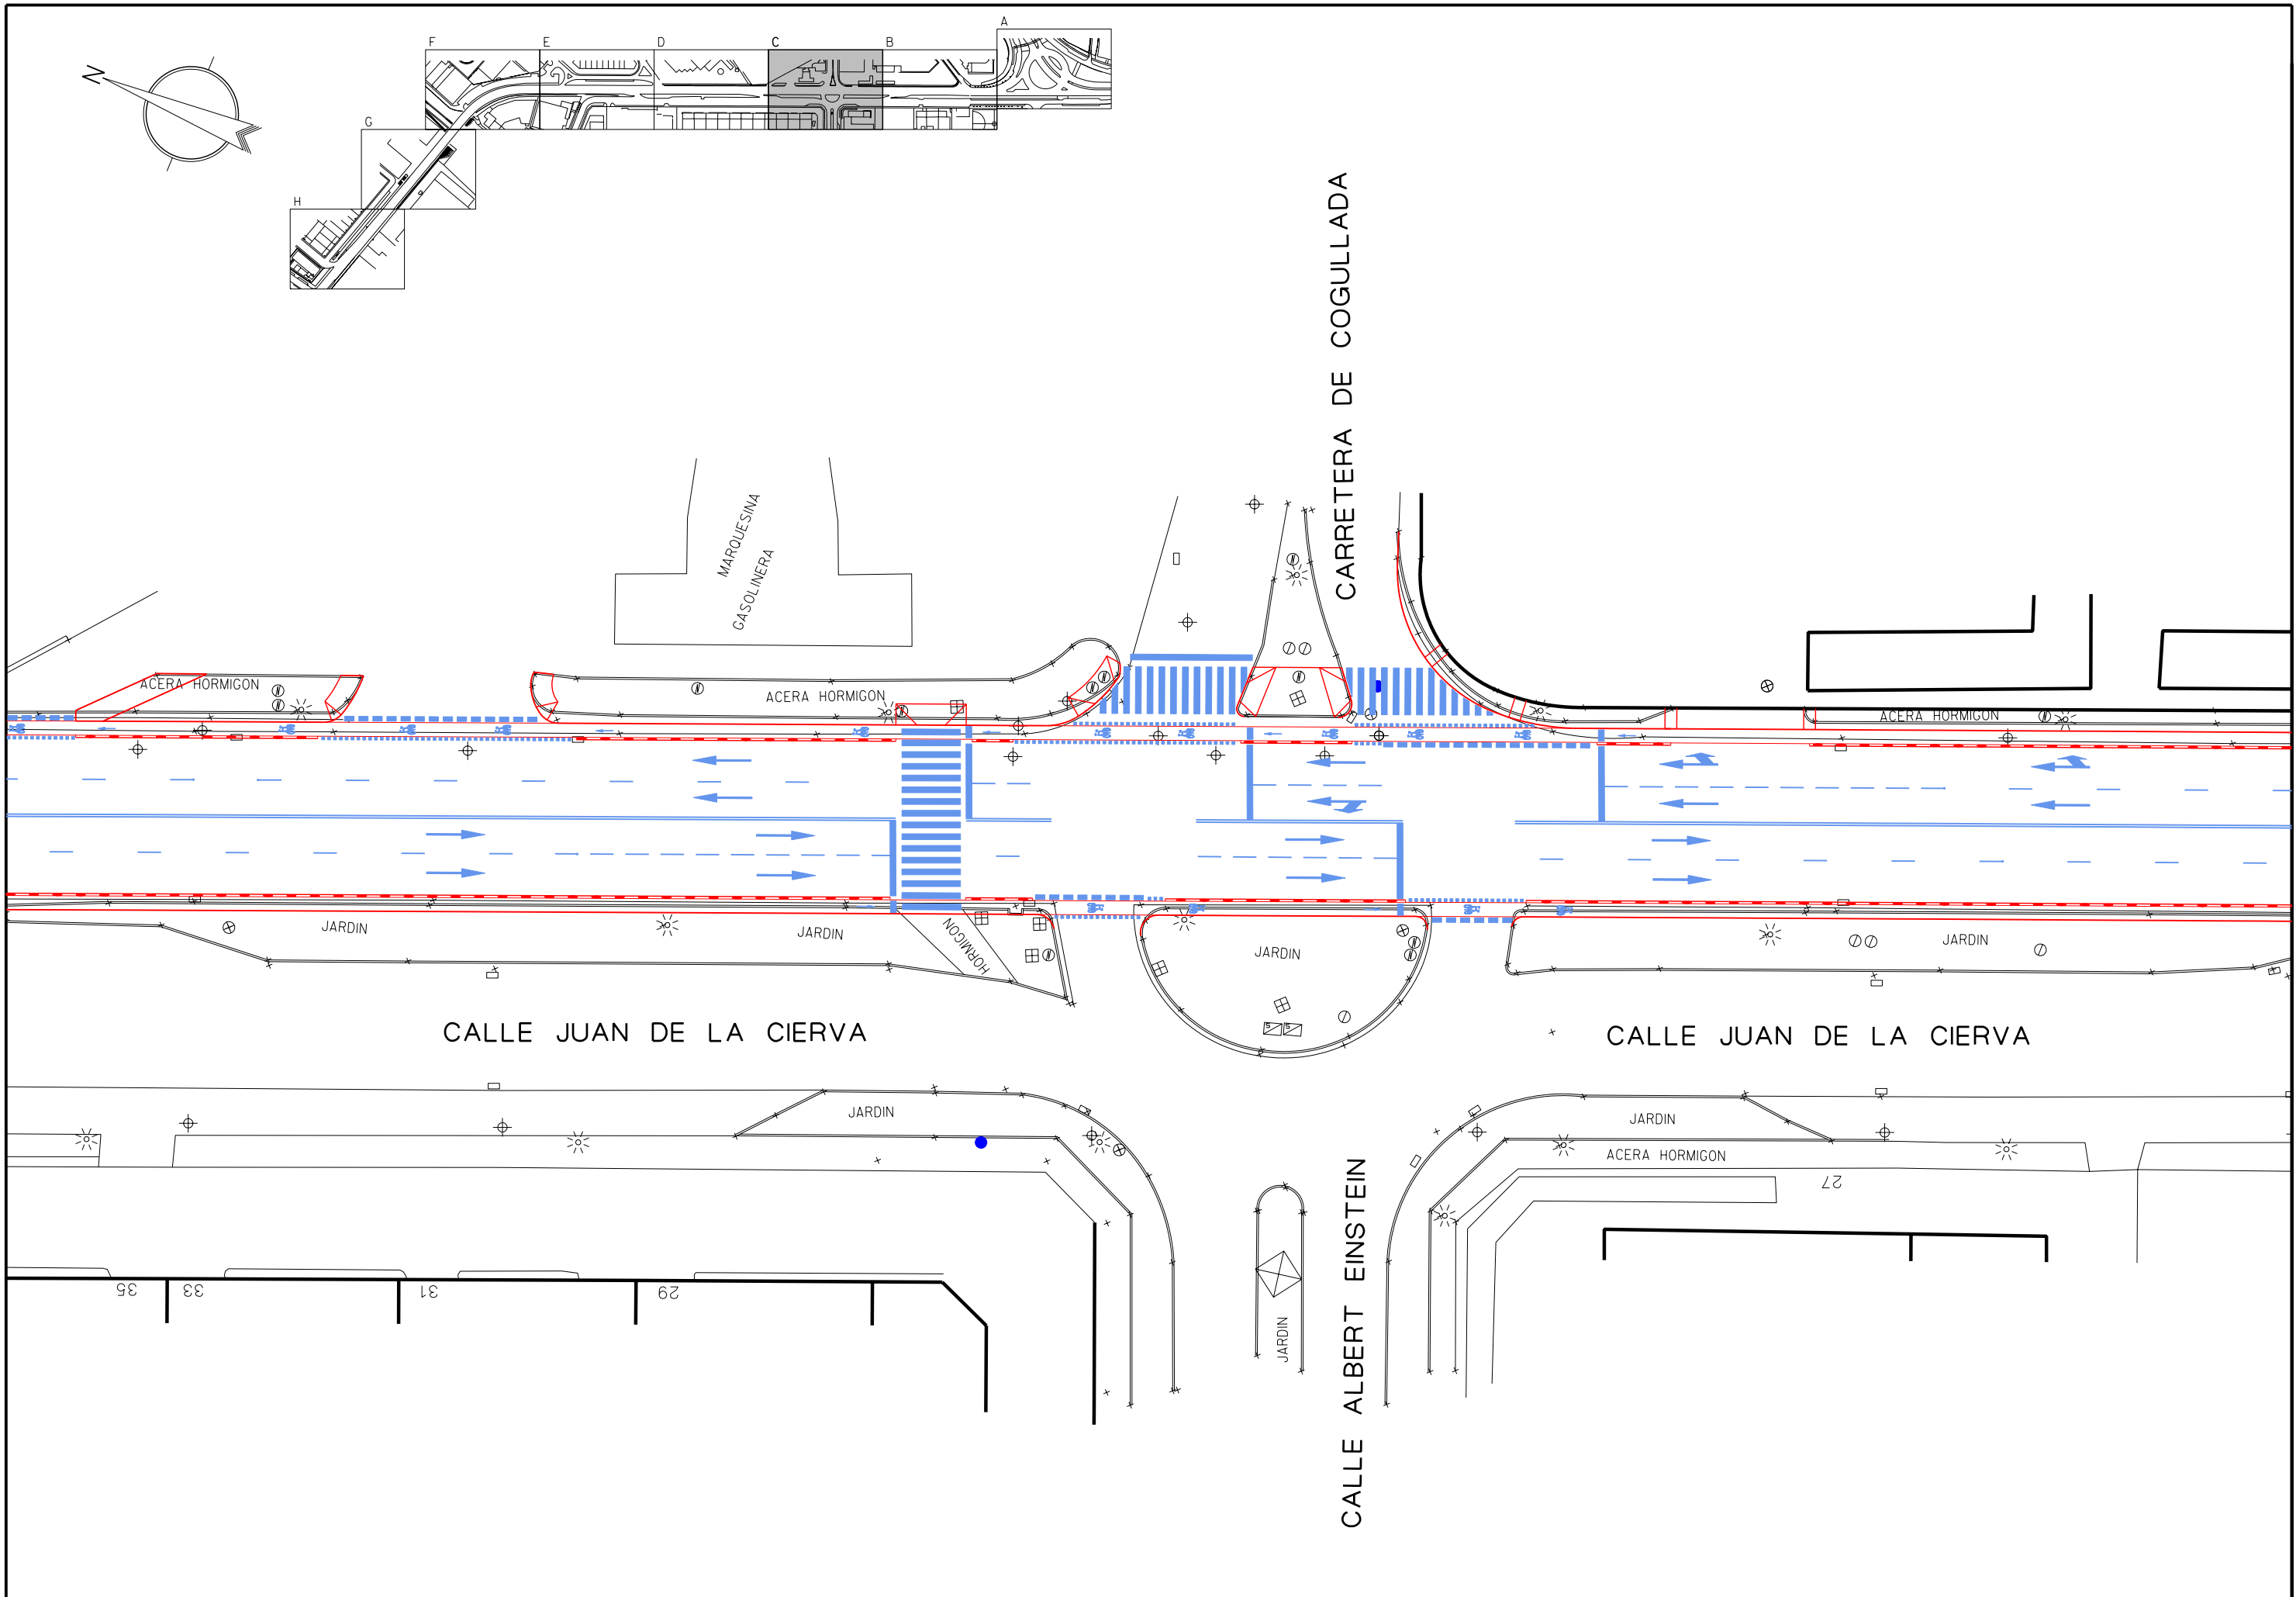 A
F E D C B
N
G
H
CARRETERA DE COGULLADA
MARQUESINA
GASOLINERA
ACERA HORMIGON
ACERA HORMIGON
ACERA HORMIGON
JARDIN
JARDIN
HORMIGON
JARDIN
JARDIN
CALLE JUAN DE LA CIERVA
CALLE JUAN DE LA CIERVA
JARDIN
JARDIN
ACERA HORMIGON
27
CALLE ALBERT EINSTEIN
JARDIN
35
33
31
29